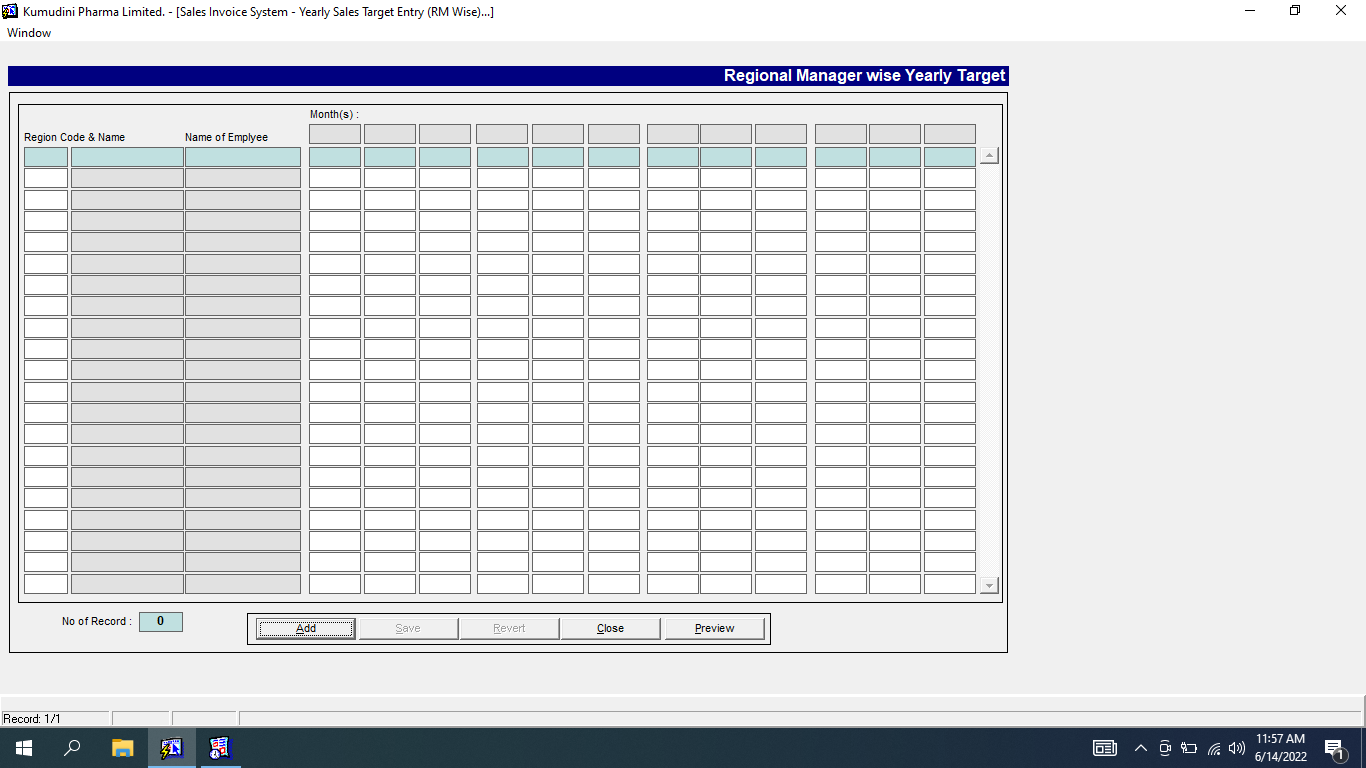 Kumudini Pharma Limited. - [Sales Invoice System - Yearly Sales Target Entry (RM Wise)...]
Window
Regional Manager wise Yearly Target
Month(s) :
Region Code & Name Name of Emplyee
No of Record : 0
Add Save Revert Close Preview
Record: 1/1
11:57 AM
6/14/2022
1